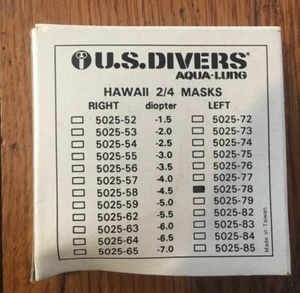 U.S.DIVERS®
AQUA-LUNG
HAWAII 2/4 MASKS
RIGHT diopter LEFT
5025-52 -1.5 5025-72
5025-53 -2.0 5025-73
5025-54 -2.5 5025-74
5025-55 -3.0 5025-75
5025-56 -3.5 5025-76
5025-57 -4.0 5025-77
5025-58 -4.5 5025-78
5025-59 -5.0 5025-79
5025-62 -5.5 5025-82
5025-63 -6.0 5025-83
5025-64 -6.5 5025-84
5025-65 -7.0 5025-85
Made in Taiwan